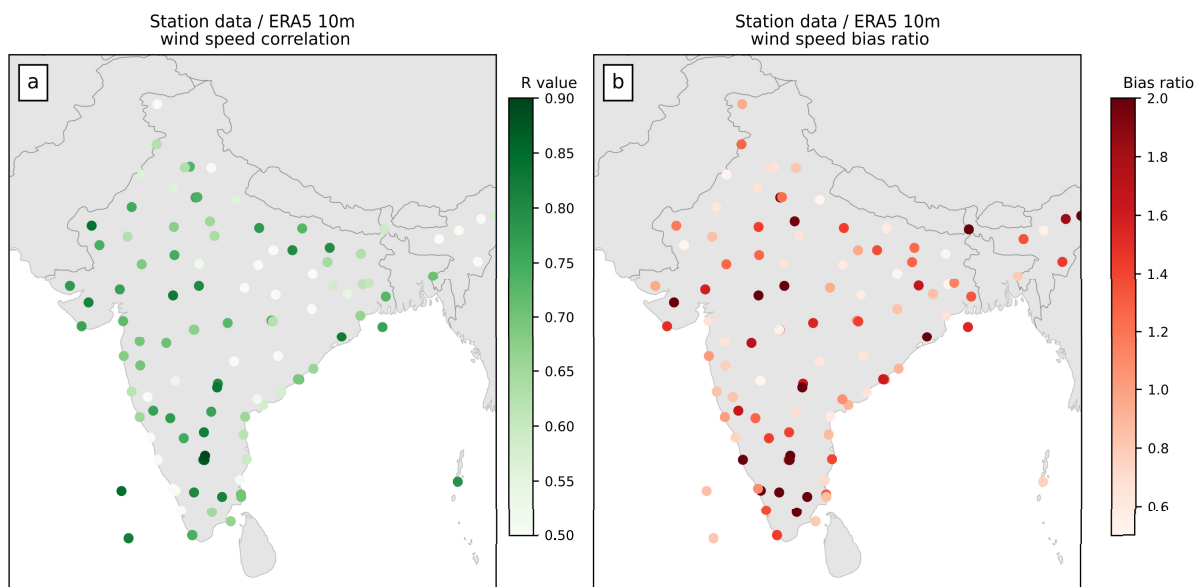 Station data / ERA5 10m
wind speed correlation
a
R value
0.90
0.85
0.80
0.75
0.70
0.65
0.60
0.55
0.50
Station data / ERA5 10m
wind speed bias ratio
b
Bias ratio
2.0
1.8
1.6
1.4
1.2
1.0
0.8
0.6